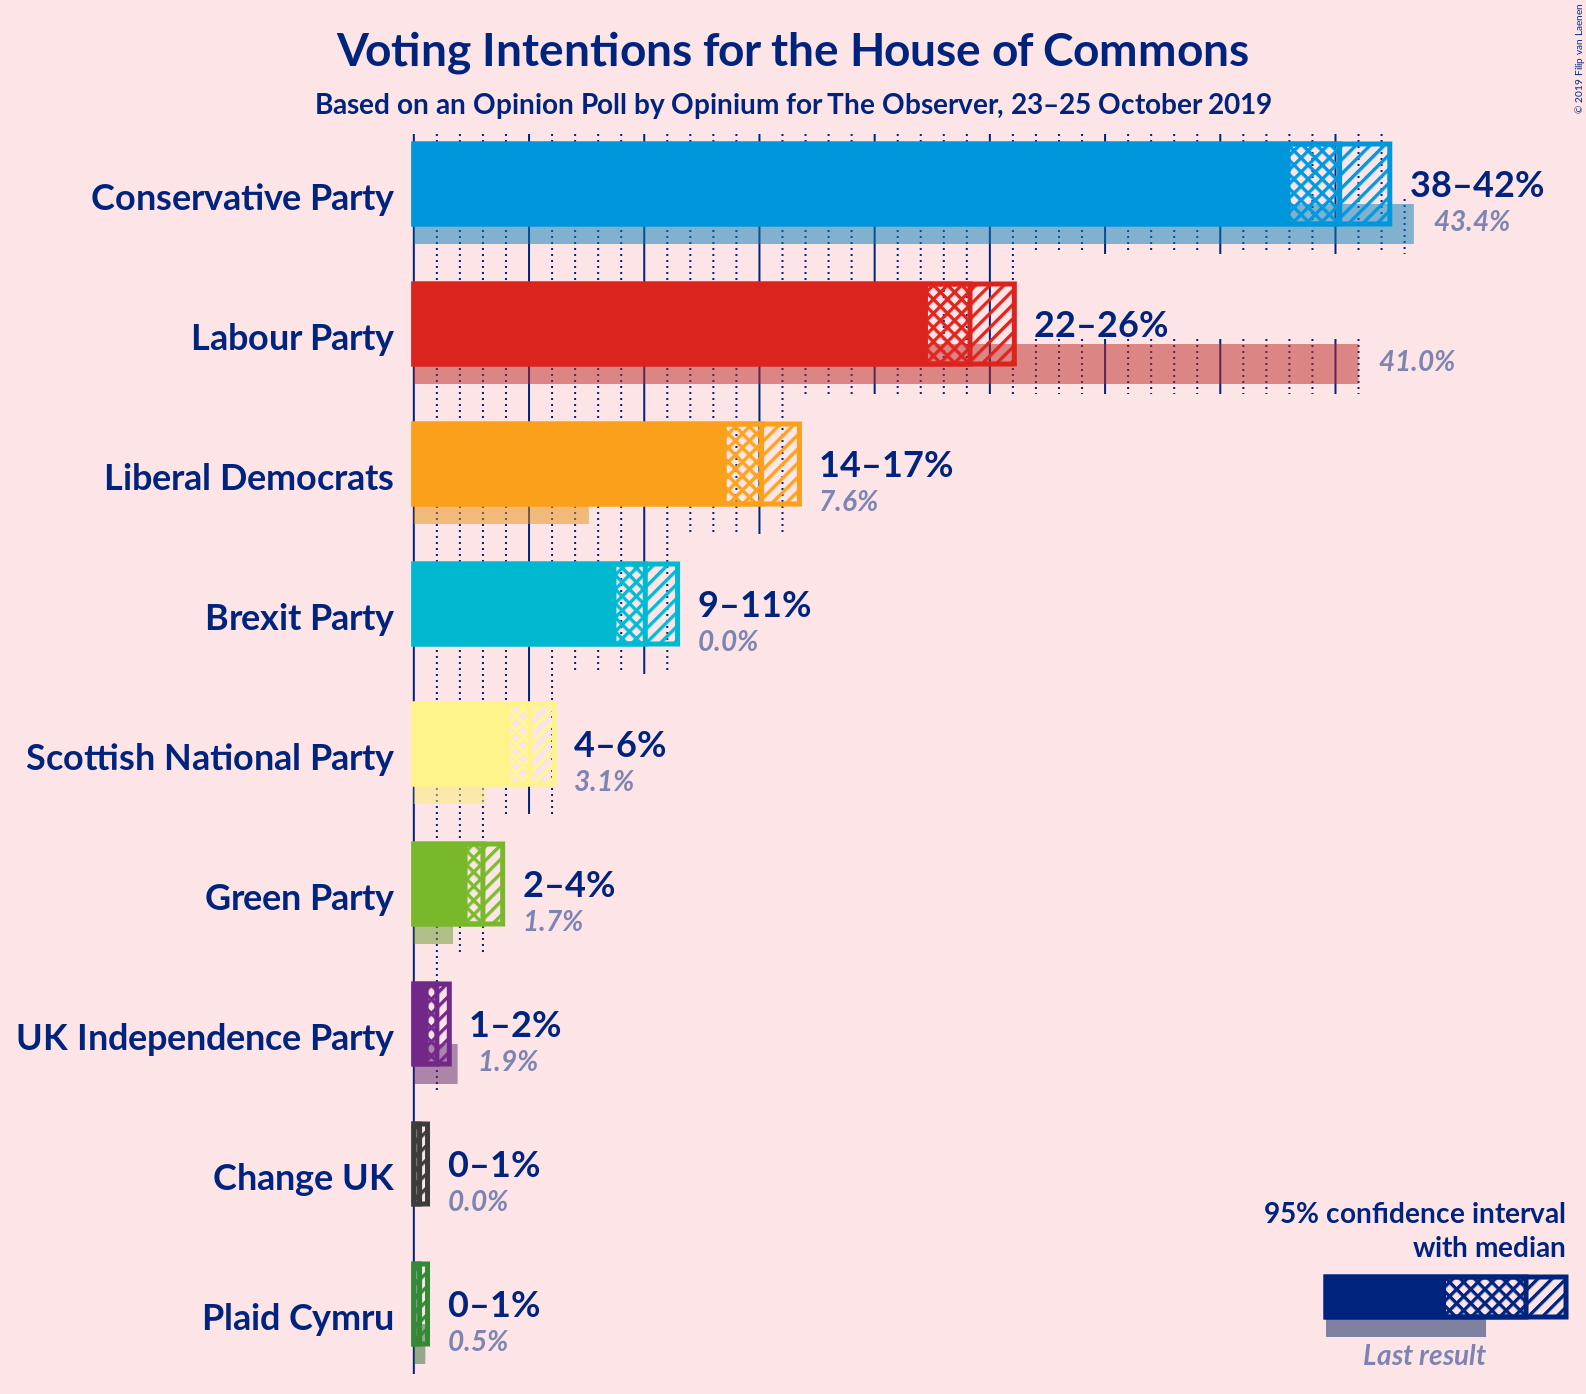 Voting Intentions for the House of Commons
Based on an Opinion Poll by Opinium for The Observer, 23–25 October 2019
© 2019 Filip van Laenen
Conservative Party
38–42%
43.4%
Labour Party
22–26%
41.0%
Liberal Democrats
14–17%
7.6%
Brexit Party
9–11%
0.0%
Scottish National Party
4–6%
3.1%
Green Party
2–4%
1.7%
UK Independence Party
1–2%
1.9%
Change UK
0–1%
0.0%
Plaid Cymru
0–1%
0.5%
95% confidence interval
with median
Last result